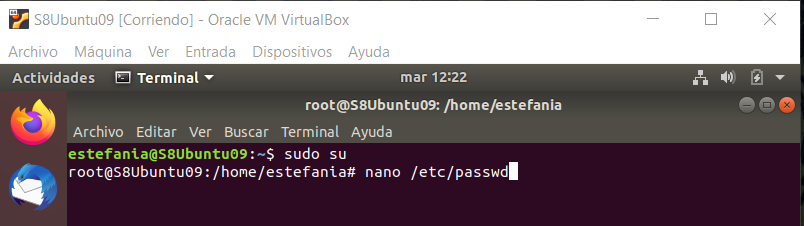 S8Ubuntu09 [Corriendo] - Oracle VM VirtualBox
Archivo Máquina Ver Entrada Dispositivos Ayuda
Actividades Terminal mar 12:22
root@S8Ubuntu09: /home/estefania
Archivo Editar Ver Buscar Terminal Ayuda
estefania@S8Ubuntu09:~$ sudo su
root@S8Ubuntu09:/home/estefania# nano /etc/passwd